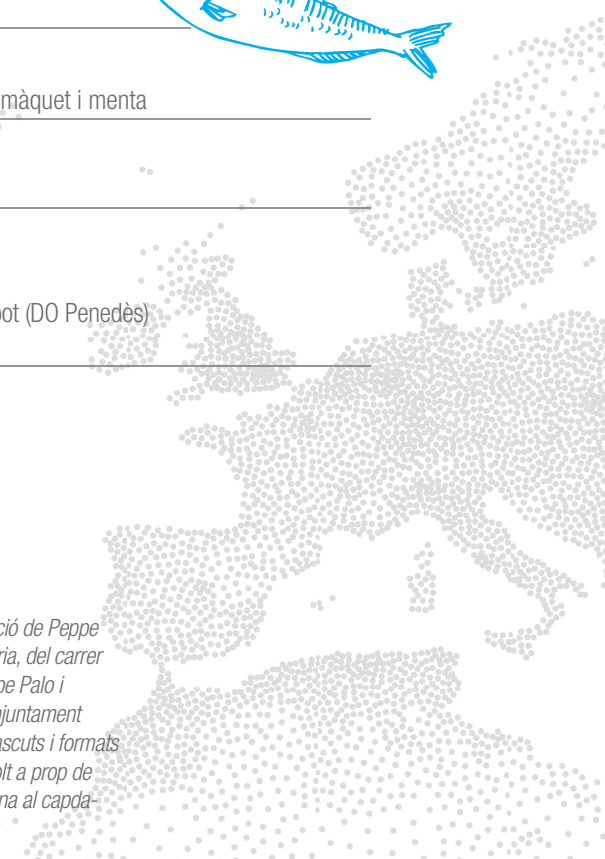 màquet i menta
pot (DO Penedès)
ció de Peppe
ria, del carrer
pe Palo i
njuntament
ascuts i formats
olt a prop de
na al capda-